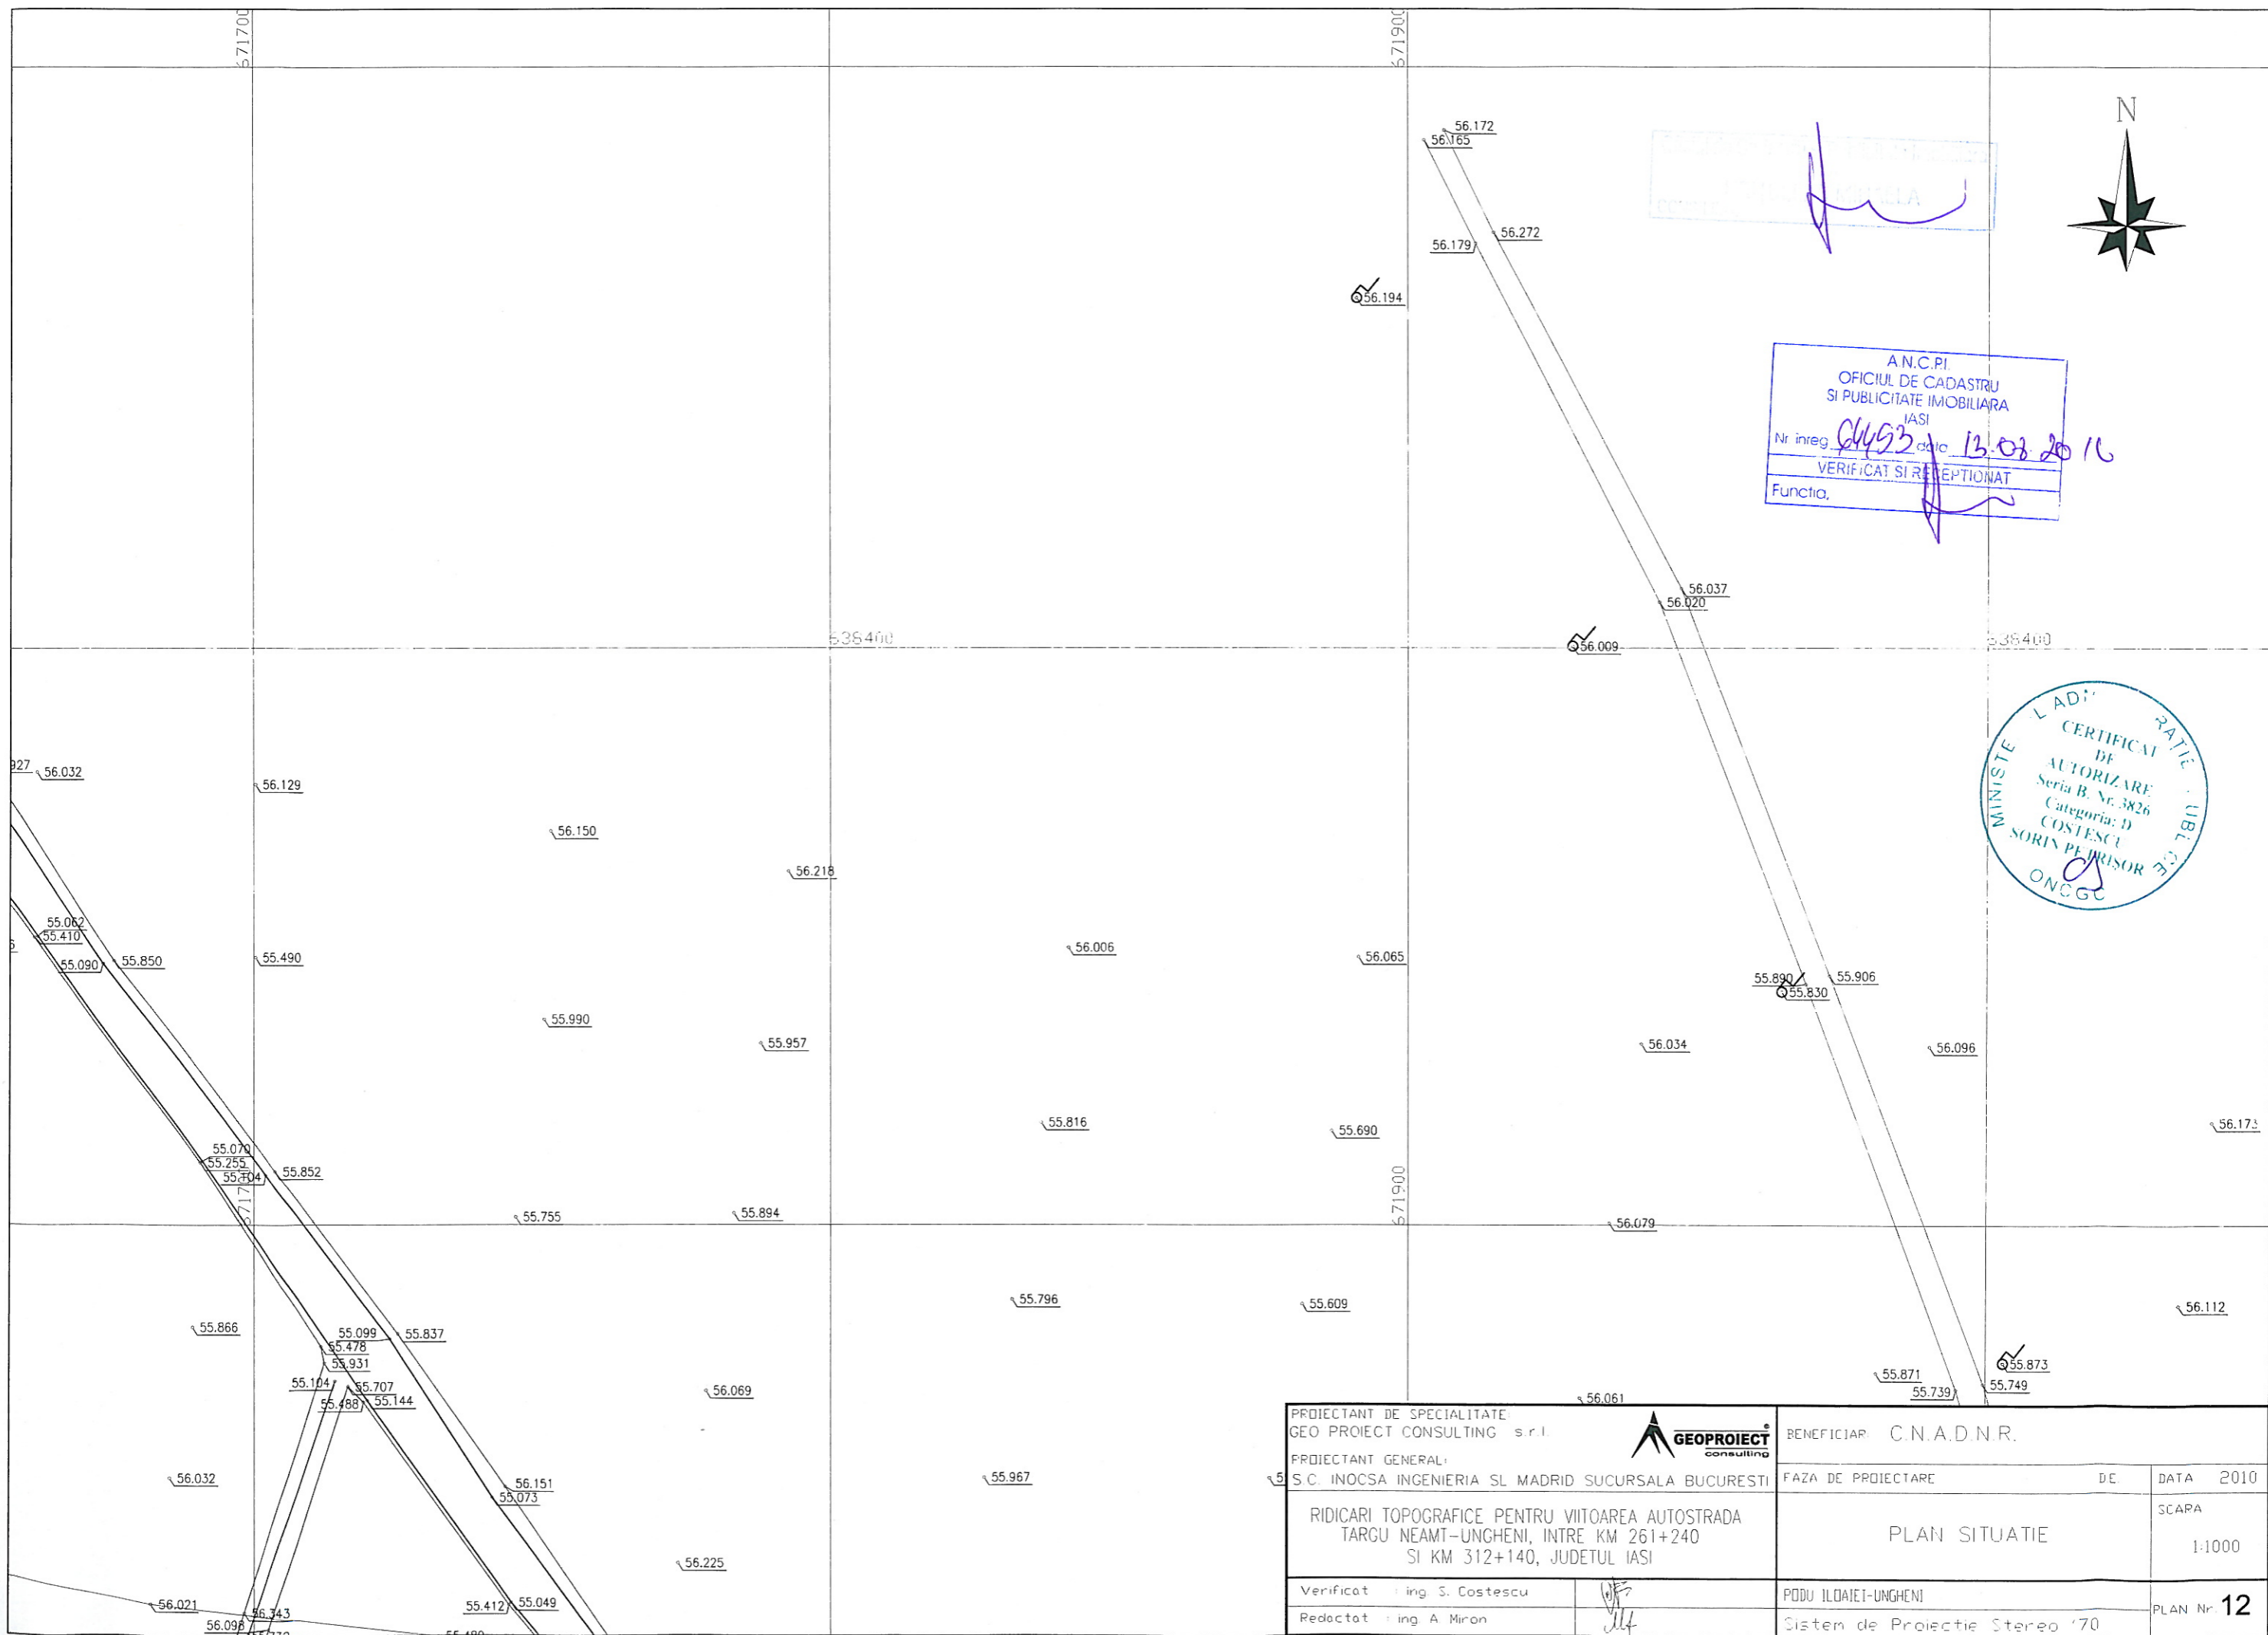 671700
671900
N
56.172
56.165
56.272
56.179
56.194
A.N.C.P.I.
OFICIUL DE CADASTRU
SI PUBLICITATE IMOBILIARA
IASI
Nr inreg 64453 data
VERIFICAT SI RECEPTIONAT
Functia,
56.037
56.020
638400
56.009
638400
CERTIFICAT
DE
AUTORIZARE
Seria B. Nr. 3826
Categoria: D
COSTESCU
SORIN PETRISOR
ONCGC
927
56.032
56.129
56.150
56.218
55.062
55.410
55.090
55.850
55.490
56.006
56.065
55.890
55.830
55.906
55.990
55.957
56.034
56.096
55.816
55.690
56.173
55.070
55.255
55.104
55.852
671700
671900
55.755
55.894
56.079
55.796
55.609
56.112
55.866
55.099
55.837
55.478
55.931
55.104
55.707
55.488
55.144
56.069
55.873
55.871
55.739
55.749
56.061
56.032
56.151
55.073
55.967
56.225
56.021
56.343
56.098
55.412
55.049
PROIECTANT DE SPECIALITATE:
GEO PROIECT CONSULTING s.r.l.
GEOPROIECT
consulting
PROIECTANT GENERAL:
S.C. INOCSA INGENIERIA SL MADRID SUCURSALA BUCURESTI
BENEFICIAR: C.N.A.D.N.R.
FAZA DE PROIECTARE D.E.
DATA 2010
RIDICARI TOPOGRAFICE PENTRU VIITOAREA AUTOSTRADA
TARGU NEAMT-UNGHENI, INTRE KM 261+240
SI KM 312+140, JUDETUL IASI
PLAN SITUATIE
SCARA
1:1000
Verificat : ing. S. Costescu
Redactat : ing. A. Miron
PODU ILOAIEI-UNGHENI
Sistem de Proiectie Stereo '70
PLAN Nr. 12